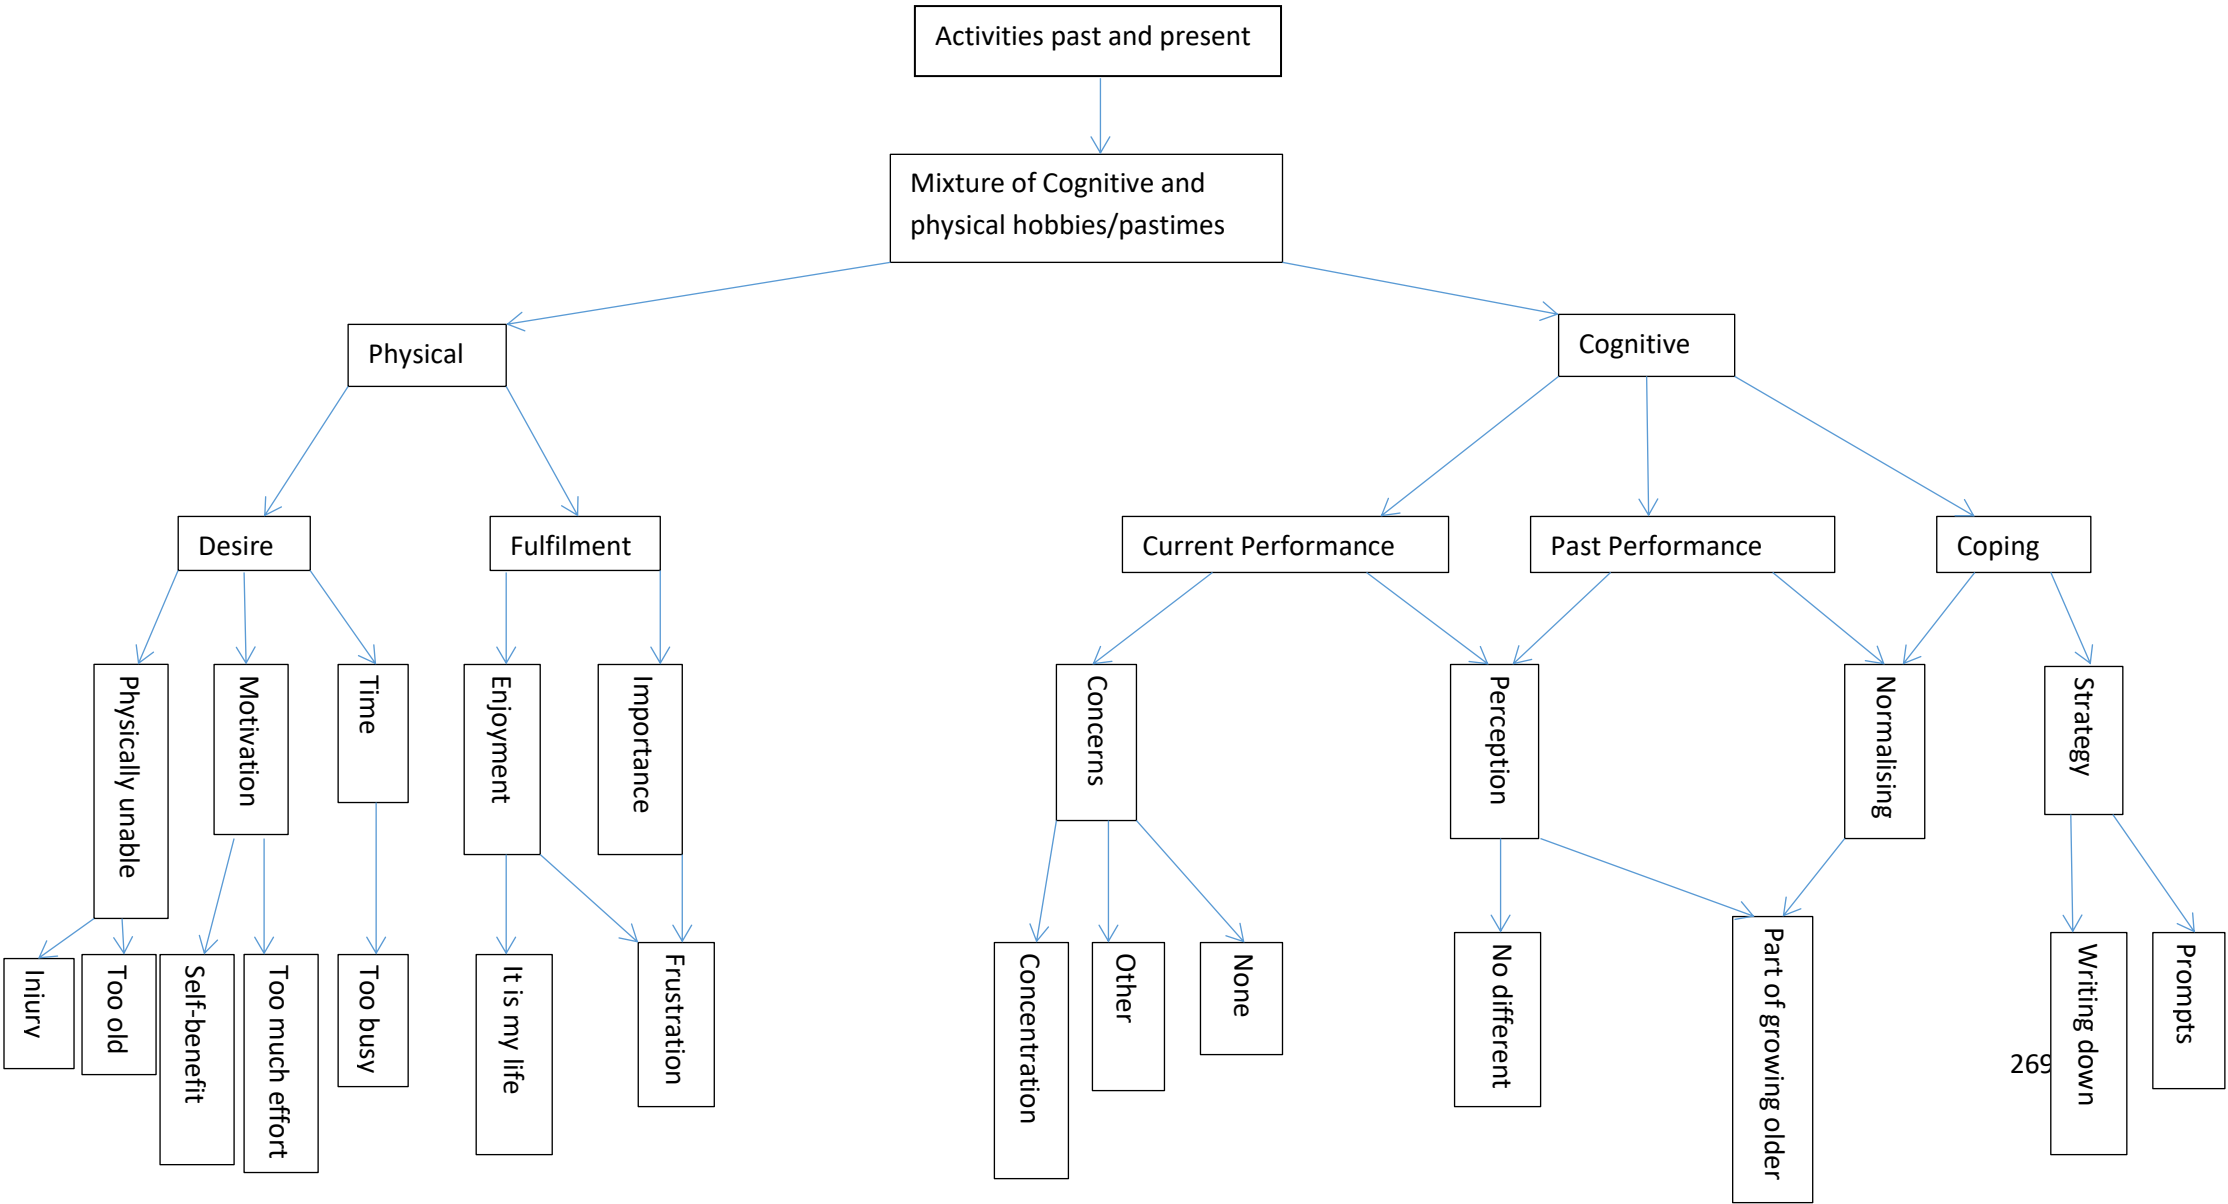 Activities past and present
Mixture of Cognitive and
physical hobbies/pastimes
Physical
Cognitive
Desire
Fulfilment
Current Performance
Past Performance
Coping
Physically unable
Motivation
Time
Enjoyment
Importance
Concerns
Perception
Normalising
Strategy
Injury
Too old
Self-benefit
Too much effort
Too busy
It is my life
Frustration
Concentration
Other
None
No different
Part of growing older
Writing down
Prompts
269